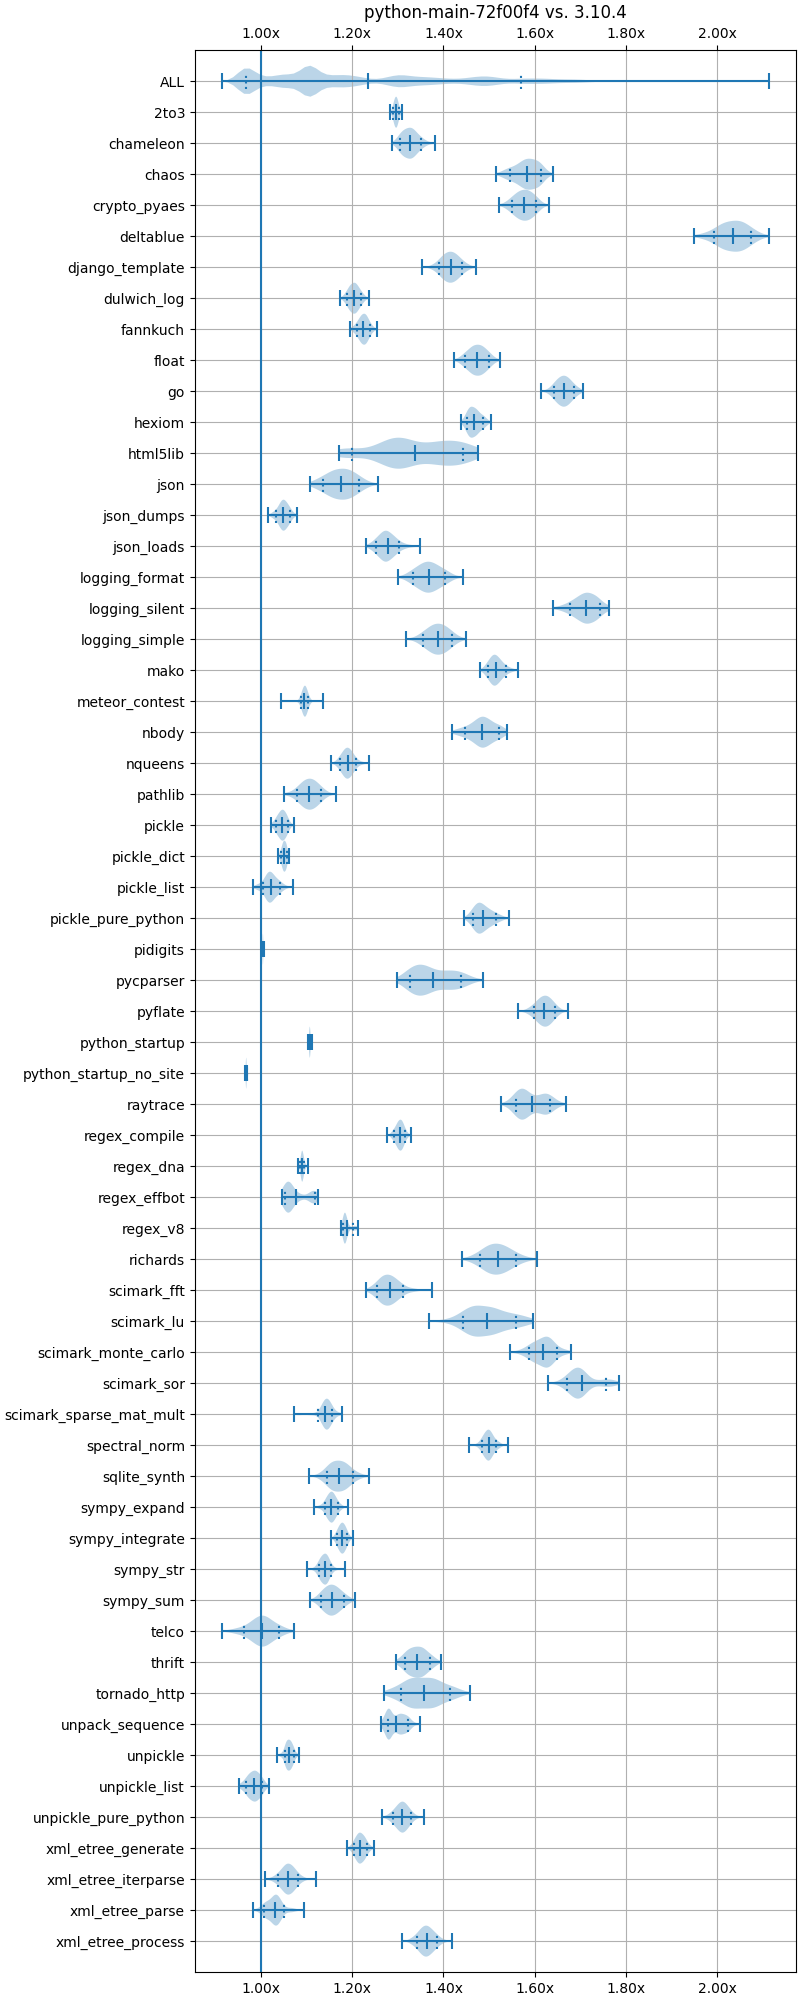 python-main-72f00f4 vs. 3.10.4
1.00x 1.20x 1.40x 1.60x 1.80x 2.00x
ALL
2to3
chameleon
chaos
crypto_pyaes
deltablue
django_template
dulwich_log
fannkuch
float
go
hexiom
html5lib
json
json_dumps
json_loads
logging_format
logging_silent
logging_simple
mako
meteor_contest
nbody
nqueens
pathlib
pickle
pickle_dict
pickle_list
pickle_pure_python
pidigits
pycparser
pyflate
python_startup
python_startup_no_site
raytrace
regex_compile
regex_dna
regex_effbot
regex_v8
richards
scimark_fft
scimark_lu
scimark_monte_carlo
scimark_sor
scimark_sparse_mat_mult
spectral_norm
sqlite_synth
sympy_expand
sympy_integrate
sympy_str
sympy_sum
telco
thrift
tornado_http
unpack_sequence
unpickle
unpickle_list
unpickle_pure_python
xml_etree_generate
xml_etree_iterparse
xml_etree_parse
xml_etree_process
1.00x 1.20x 1.40x 1.60x 1.80x 2.00x